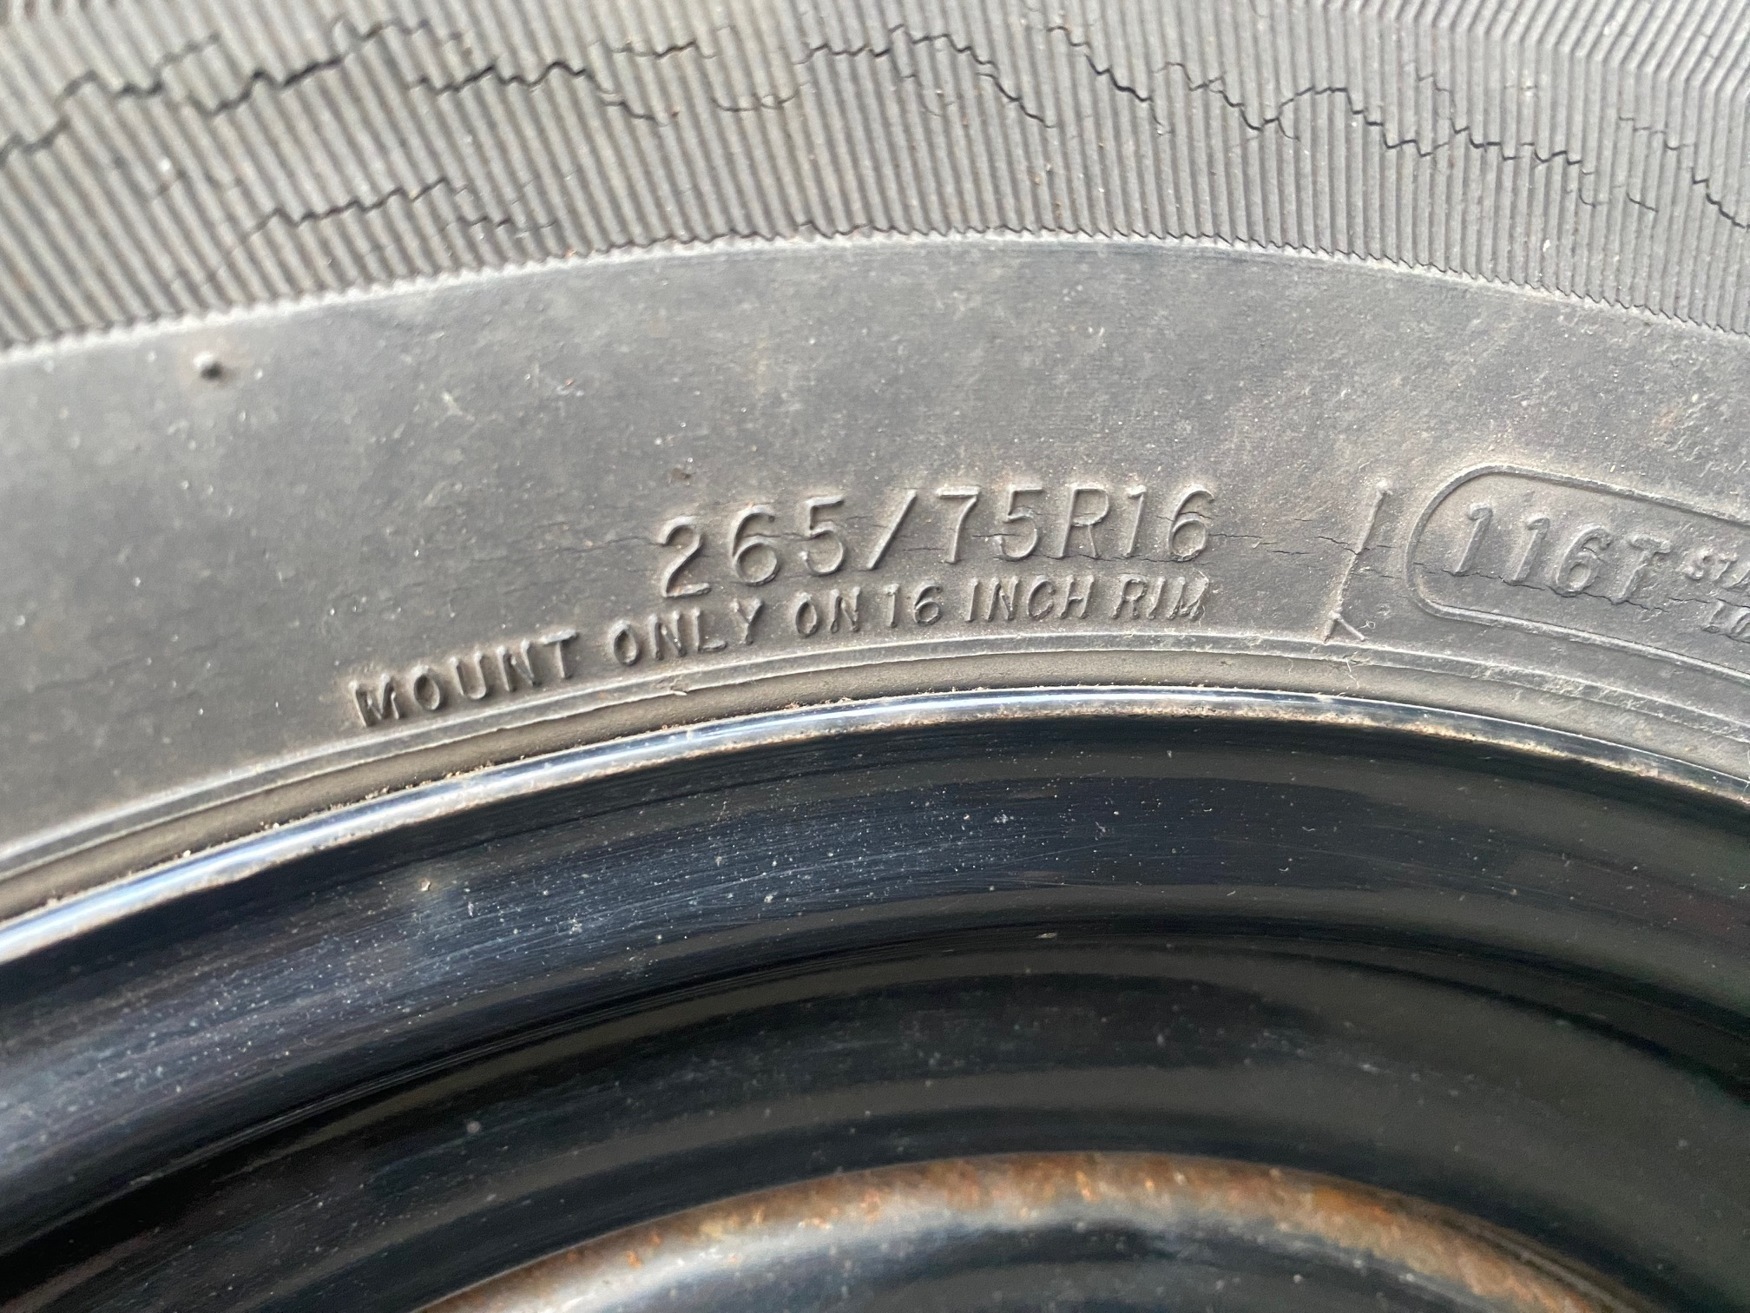 265/75R16
MOUNT ONLY ON 16 INCH RIM
116T